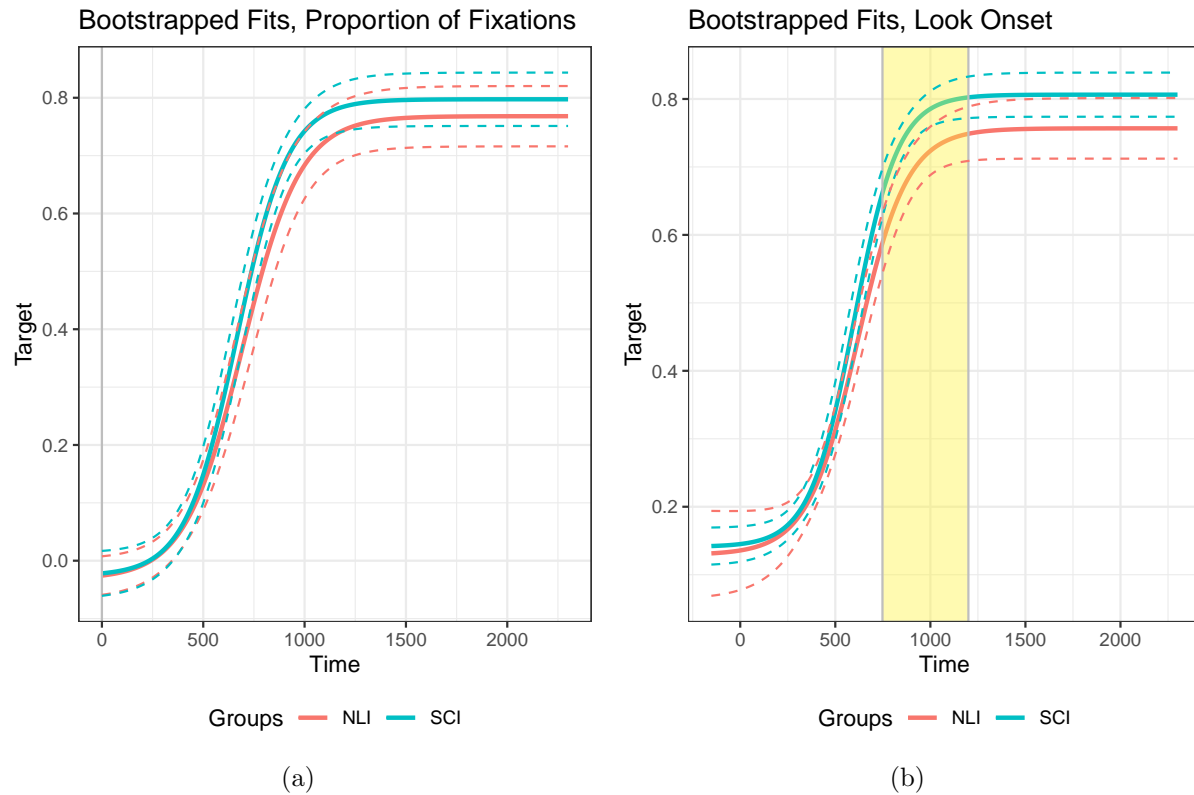 Bootstrapped Fits, Proportion of Fixations
Target
0.8
0.6
0.4
0.2
0.0
0 500 1000 1500 2000
Time
Groups NLI SCI
(a)
Bootstrapped Fits, Look Onset
Target
0.8
0.6
0.4
0.2
0 500 1000 1500 2000
Time
Groups NLI SCI
(b)